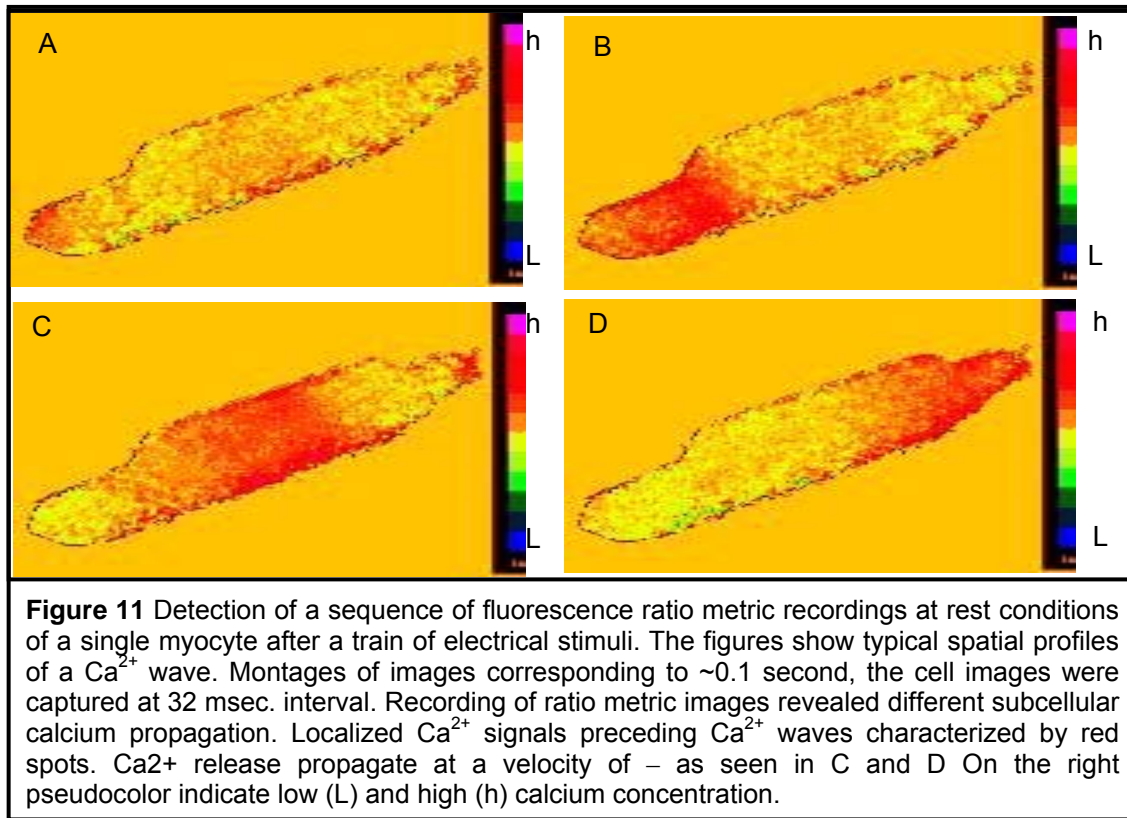 A
h
L
B
h
L
C
h
L
D
h
L
Figure 11 Detection of a sequence of fluorescence ratio metric recordings at rest conditions
of a single myocyte after a train of electrical stimuli. The figures show typical spatial profiles
of a Ca²⁺ wave. Montages of images corresponding to ~0.1 second, the cell images were
captured at 32 msec. interval. Recording of ratio metric images revealed different subcellular
calcium propagation. Localized Ca²⁺ signals preceding Ca²⁺ waves characterized by red
spots. Ca2+ release propagate at a velocity of – as seen in C and D On the right
pseudocolor indicate low (L) and high (h) calcium concentration.